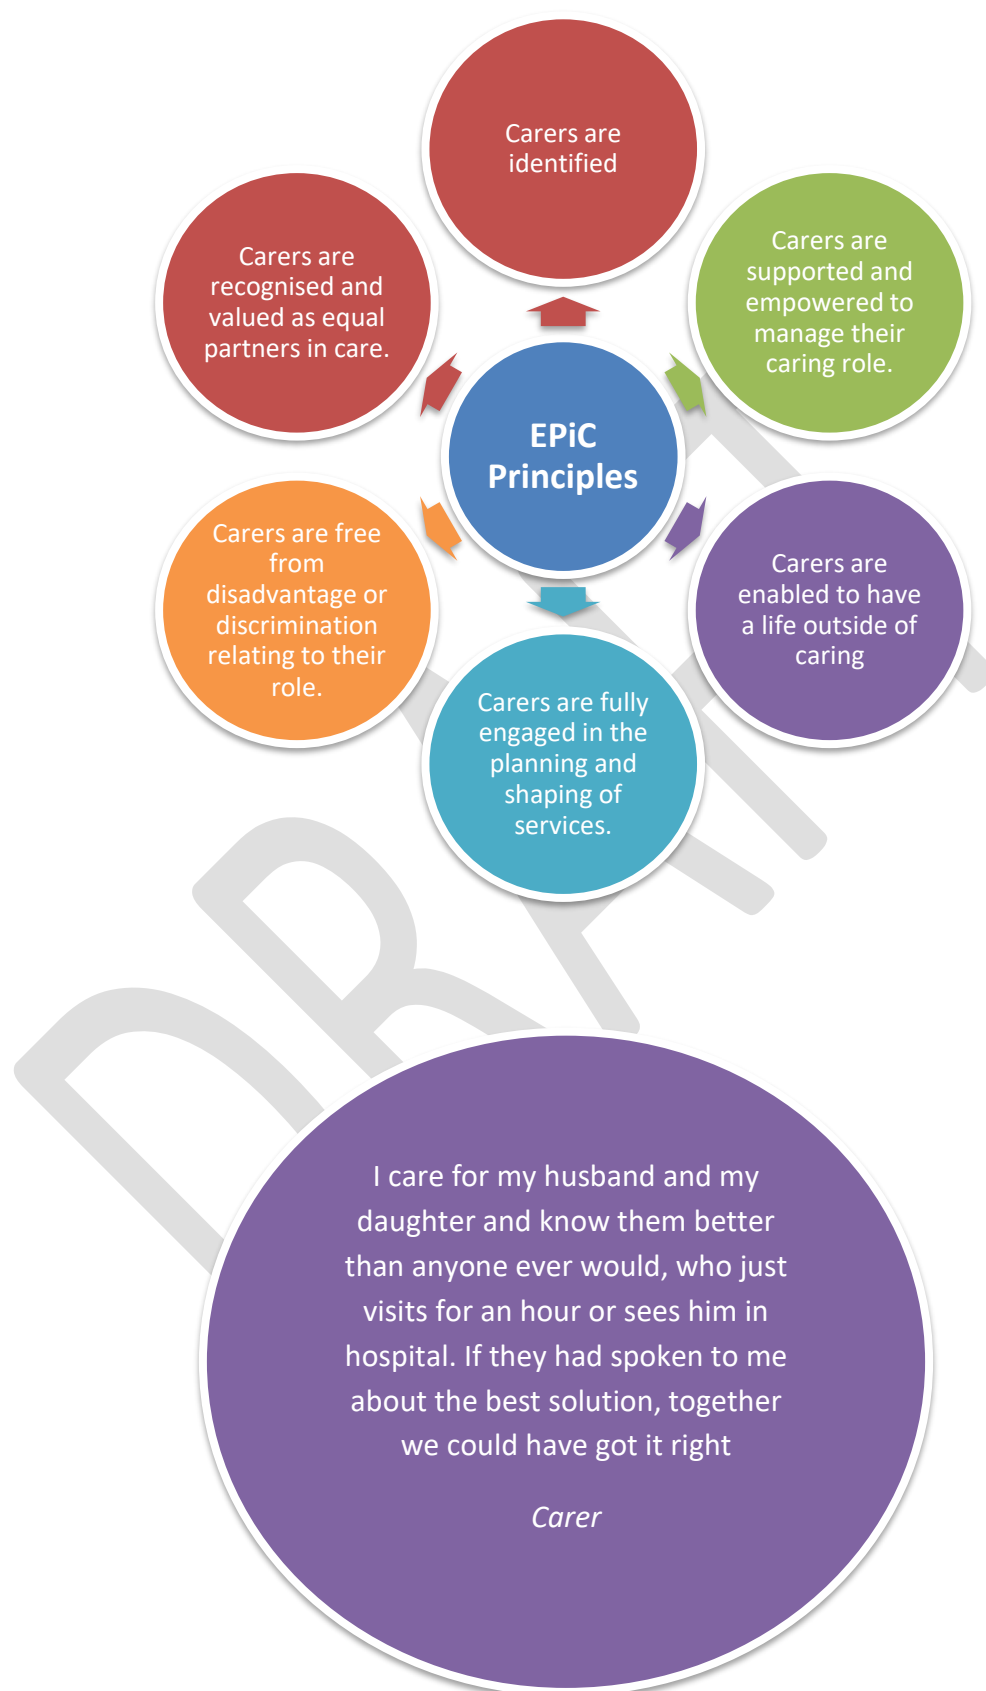 Carers are
identified
Carers are
supported and
empowered to
manage their
caring role.
Carers are
enabled to have
a life outside of
caring
Carers are fully
engaged in the
planning and
shaping of
services.
Carers are free
from
disadvantage or
discrimination
relating to their
role.
Carers are
recognised and
valued as equal
partners in care.
EPiC
Principles
DRAFT
I care for my husband and my
daughter and know them better
than anyone ever would, who just
visits for an hour or sees him in
hospital. If they had spoken to me
about the best solution, together
we could have got it right
Carer